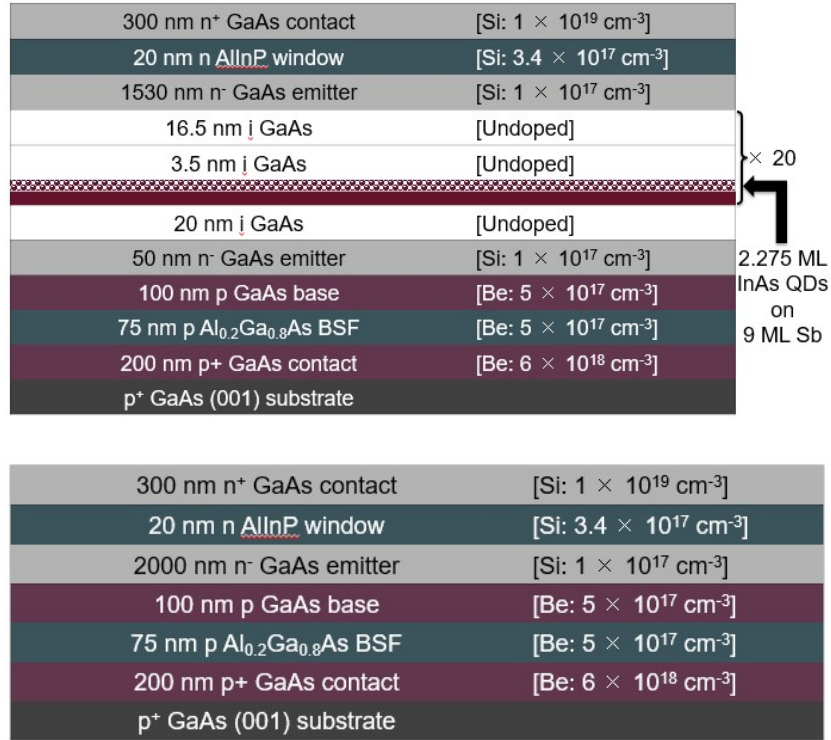 300 nm n⁺ GaAs contact [Si: 1 × 10¹⁹ cm⁻³]
20 nm n AlInP window [Si: 3.4 × 10¹⁷ cm⁻³]
1530 nm n⁻ GaAs emitter [Si: 1 × 10¹⁷ cm⁻³]
16.5 nm i GaAs [Undoped]
3.5 nm i GaAs [Undoped]
× 20
20 nm i GaAs [Undoped]
50 nm n⁻ GaAs emitter [Si: 1 × 10¹⁷ cm⁻³]
100 nm p GaAs base [Be: 5 × 10¹⁷ cm⁻³]
75 nm p Al₀.₂Ga₀.₈As BSF [Be: 5 × 10¹⁷ cm⁻³]
200 nm p+ GaAs contact [Be: 6 × 10¹⁸ cm⁻³]
p⁺ GaAs (001) substrate
2.275 ML
InAs QDs
on
9 ML Sb
300 nm n⁺ GaAs contact [Si: 1 × 10¹⁹ cm⁻³]
20 nm n AlInP window [Si: 3.4 × 10¹⁷ cm⁻³]
2000 nm n⁻ GaAs emitter [Si: 1 × 10¹⁷ cm⁻³]
100 nm p GaAs base [Be: 5 × 10¹⁷ cm⁻³]
75 nm p Al₀.₂Ga₀.₈As BSF [Be: 5 × 10¹⁷ cm⁻³]
200 nm p+ GaAs contact [Be: 6 × 10¹⁸ cm⁻³]
p⁺ GaAs (001) substrate